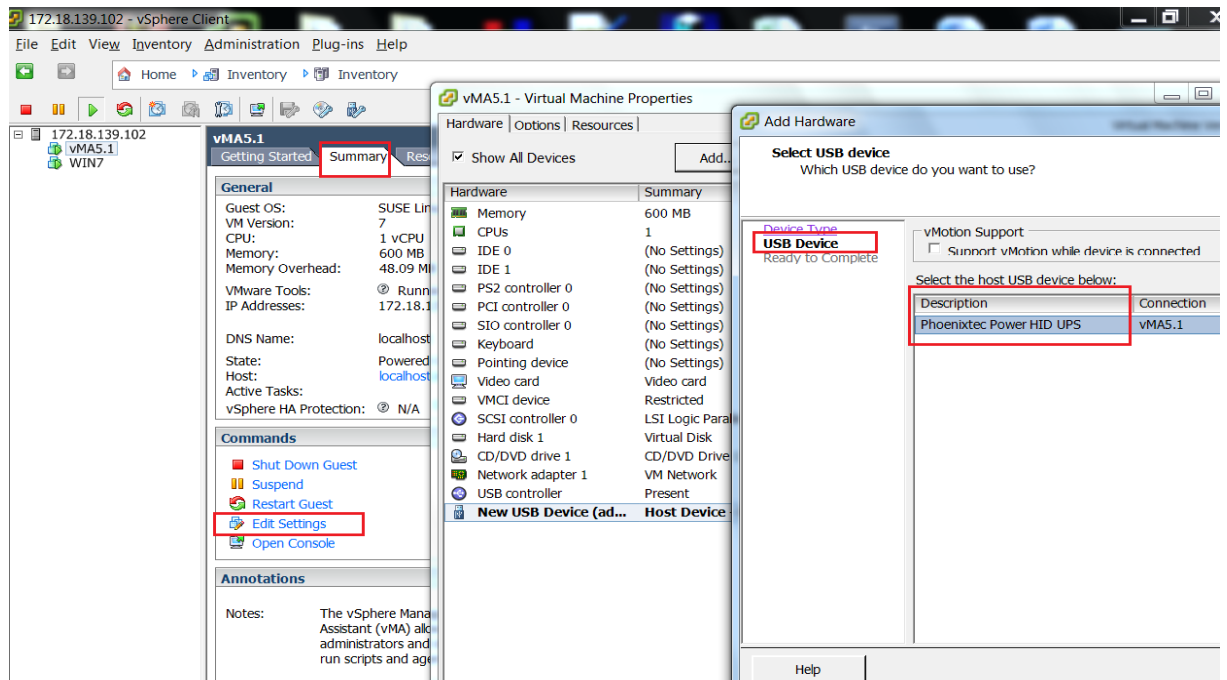 172.18.139.102 - vSphere Client
File Edit View Inventory Administration Plug-ins Help
Home Inventory Inventory
172.18.139.102
vMA5.1
WIN7
vMA5.1
Getting Started Summary Res
General
Guest OS: SUSE Lin
VM Version: 7
CPU: 1 vCPU
Memory: 600 MB
Memory Overhead: 48.09 M
VMware Tools: Runn
IP Addresses: 172.18.1
DNS Name: localhost
State: Powered
Host: localhost
Active Tasks:
vSphere HA Protection: N/A
Commands
Shut Down Guest
Suspend
Restart Guest
Edit Settings
Open Console
Annotations
Notes: The vSphere Mana
Assistant (vMA) allo
administrators and
run scripts and age
vMA5.1 - Virtual Machine Properties
Hardware Options Resources
Show All Devices Add..
Hardware Summary
Memory 600 MB
CPUs 1
IDE 0 (No Settings)
IDE 1 (No Settings)
PS2 controller 0 (No Settings)
PCI controller 0 (No Settings)
SIO controller 0 (No Settings)
Keyboard (No Settings)
Pointing device (No Settings)
Video card Video card
VMCI device Restricted
SCSI controller 0 LSI Logic Paral
Hard disk 1 Virtual Disk
CD/DVD drive 1 CD/DVD Drive
Network adapter 1 VM Network
USB controller Present
New USB Device (ad... Host Device
Add Hardware
Select USB device
Which USB device do you want to use?
Device Type
USB Device
Ready to Complete
vMotion Support
Support vMotion while device is connected
Select the host USB device below:
Description Connection
Phoenixtec Power HID UPS vMA5.1
Help